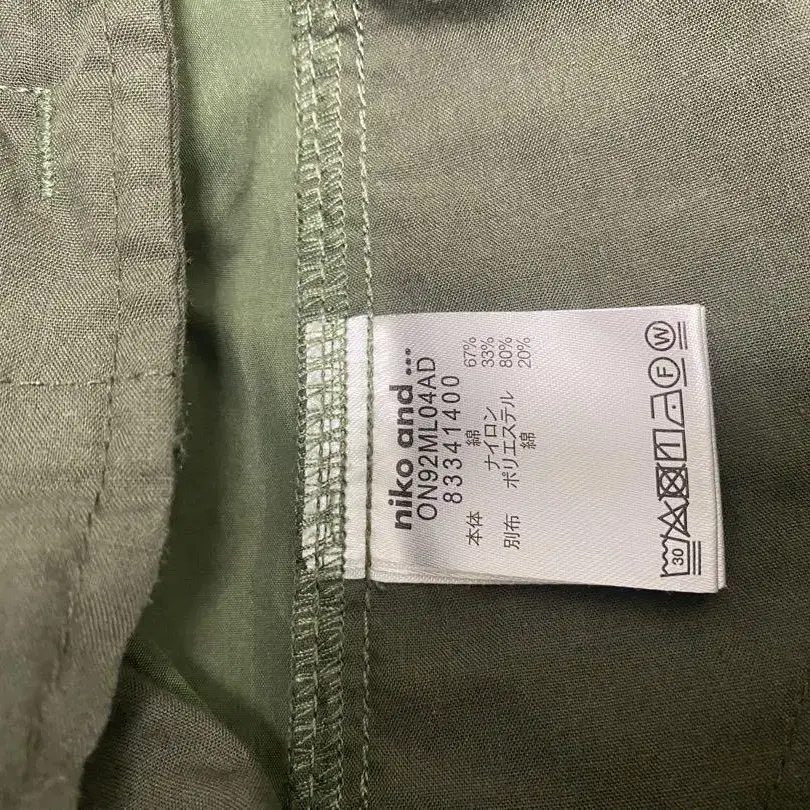 niko and ...
ON92ML04AD
83341400
本体 綿 67%
ナイロン 33%
別布 ポリエステル 80%
綿 20%
30
F
W